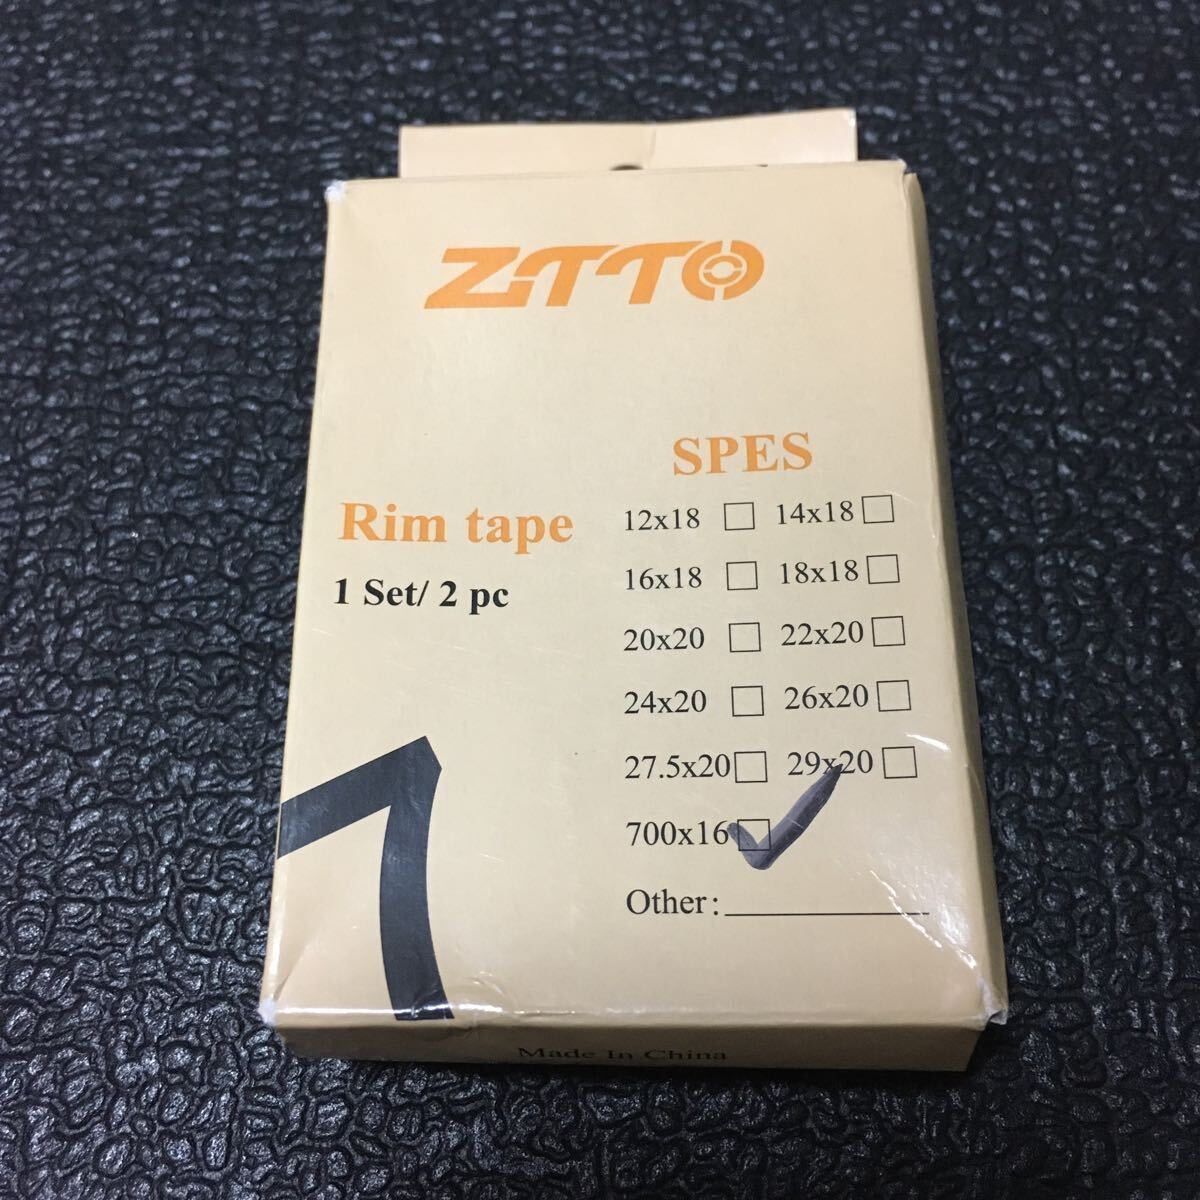 ZTTO
SPES
Rim tape
1 Set/ 2 pc
12x18 14x18
16x18 18x18
20x20 22x20
24x20 26x20
27.5x20 29x20
700x16
Other:
Made In China